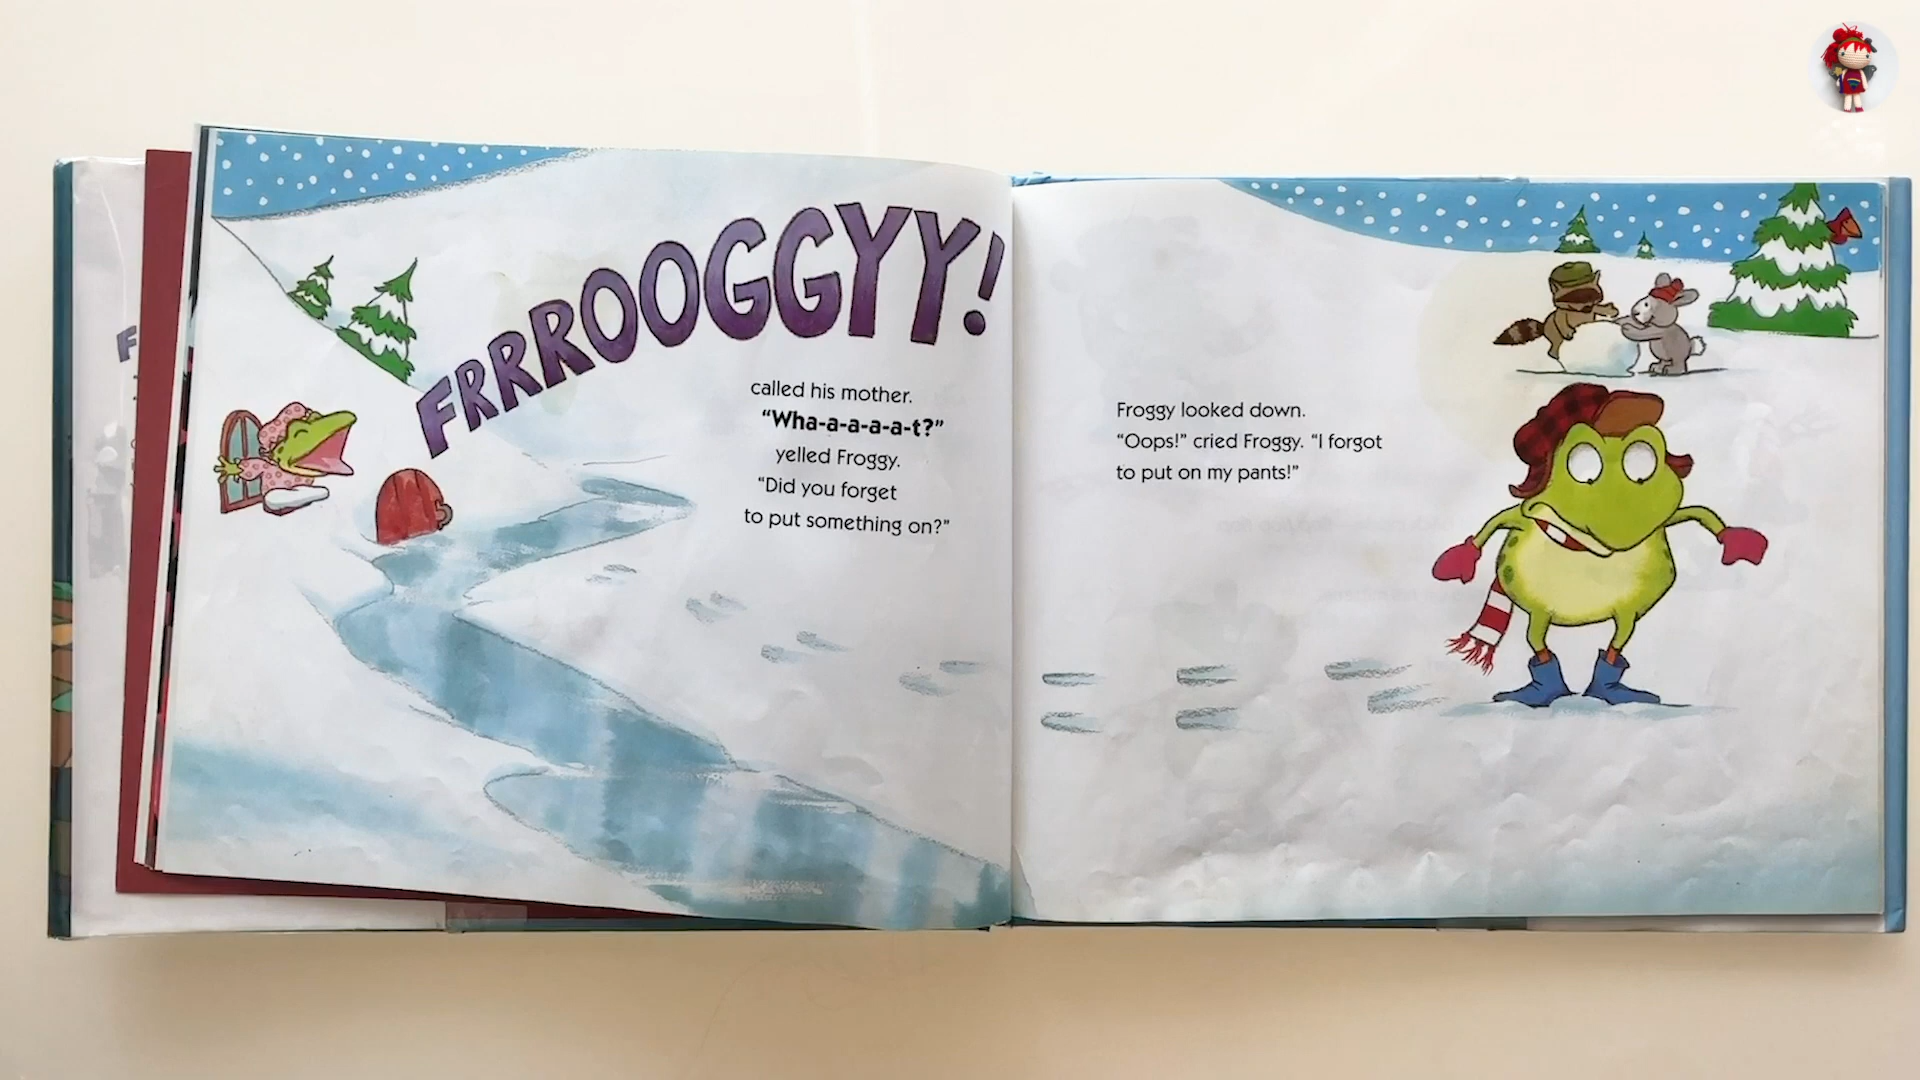 FRRROOGGYY!
called his mother.
“Wha-a-a-a-a-t?”
yelled Froggy.
“Did you forget
to put something on?”
Froggy looked down.
“Oops!” cried Froggy. “I forgot
to put on my pants!”